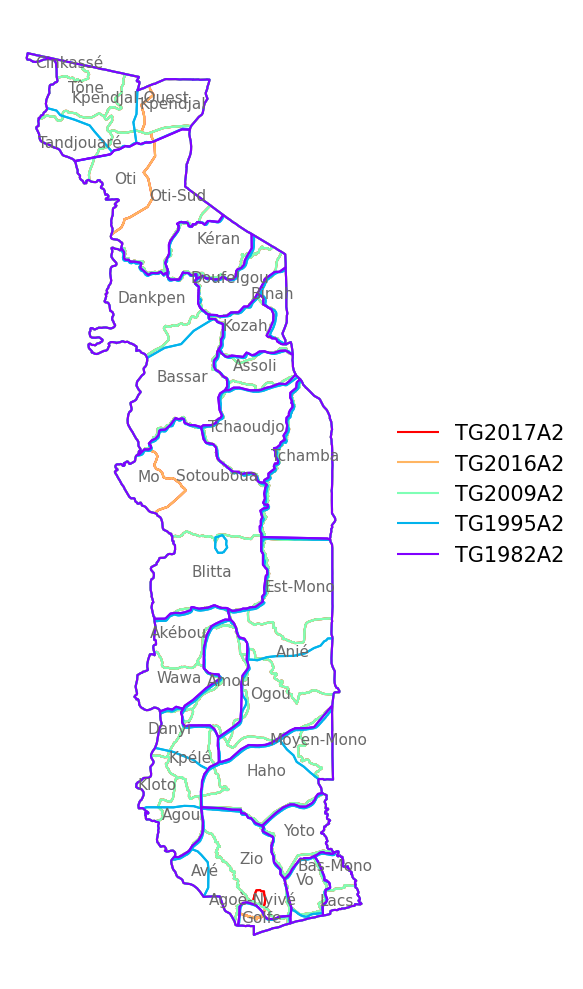 Cinkassé
Tône
Kpendjal-Ouest
Kpendjal
Tandjouaré
Oti
Oti-Sud
Kéran
Doufelgou
Binah
Dankpen
Kozah
Assoli
Bassar
Tchaoudjo
Tchamba
Mo
Sotouboua
TG2017A2
TG2016A2
TG2009A2
TG1995A2
TG1982A2
Blitta
Est-Mono
Akébou
Anié
Wawa
Amou
Ogou
Danyi
Moyen-Mono
Kpélé
Haho
Kloto
Agou
Yoto
Zio
Bas-Mono
Avé
Vo
Agoè-Nyivé
Lacs
Golfe